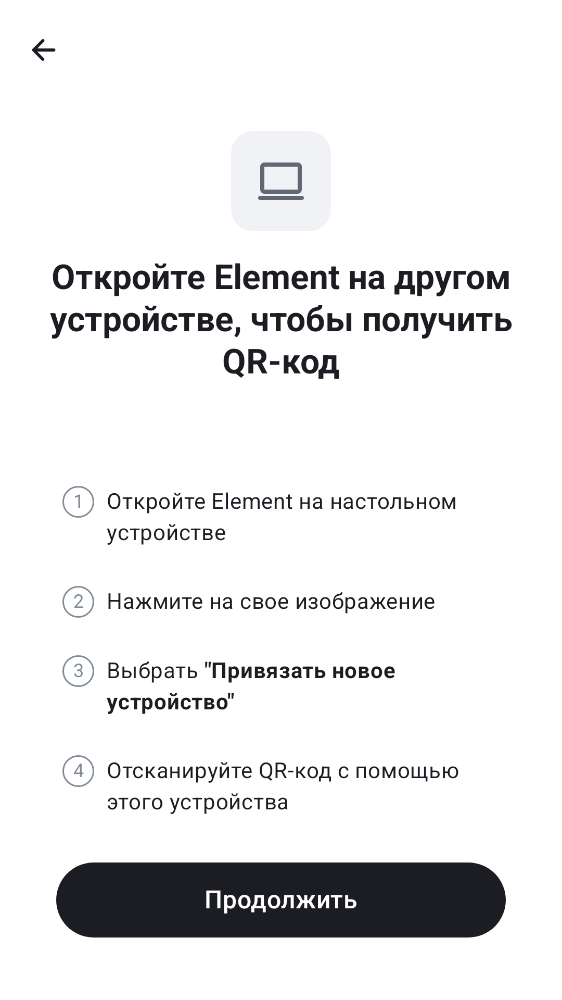 Откройте Element на другом
устройстве, чтобы получить
QR-код
1 Откройте Element на настольном
устройстве
2 Нажмите на свое изображение
3 Выбрать "Привязать новое
устройство"
4 Отсканируйте QR-код с помощью
этого устройства
Продолжить